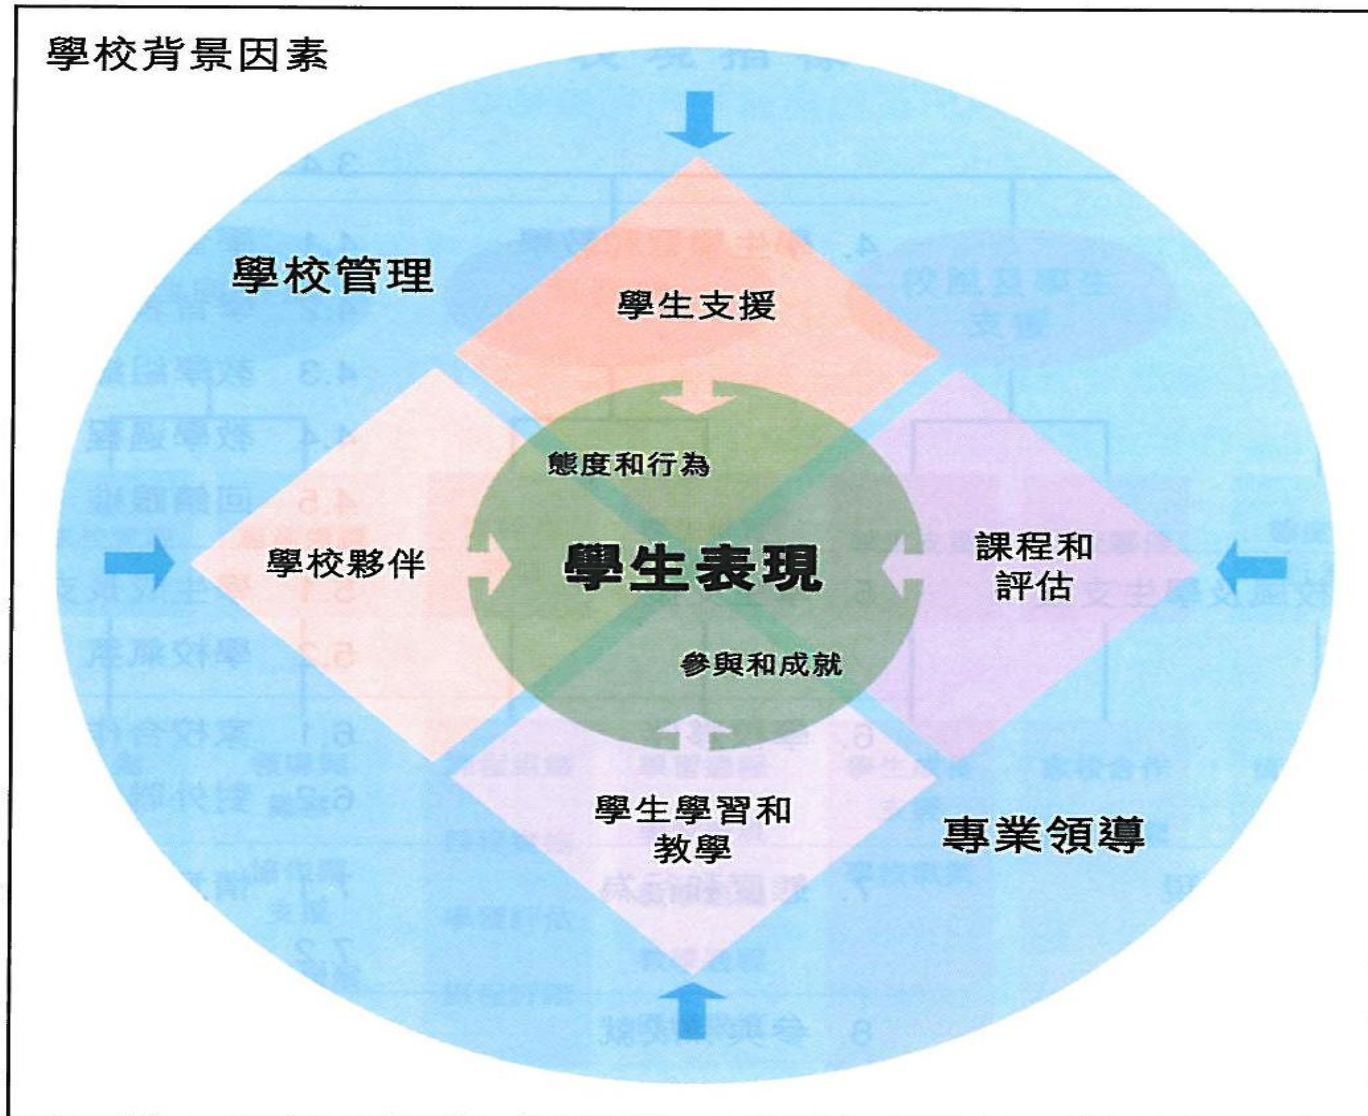 學校背景因素
學校管理
學生支援
態度和行為
學校夥伴
學生表現
課程和
評估
參與和成就
學生學習和
教學
專業領導